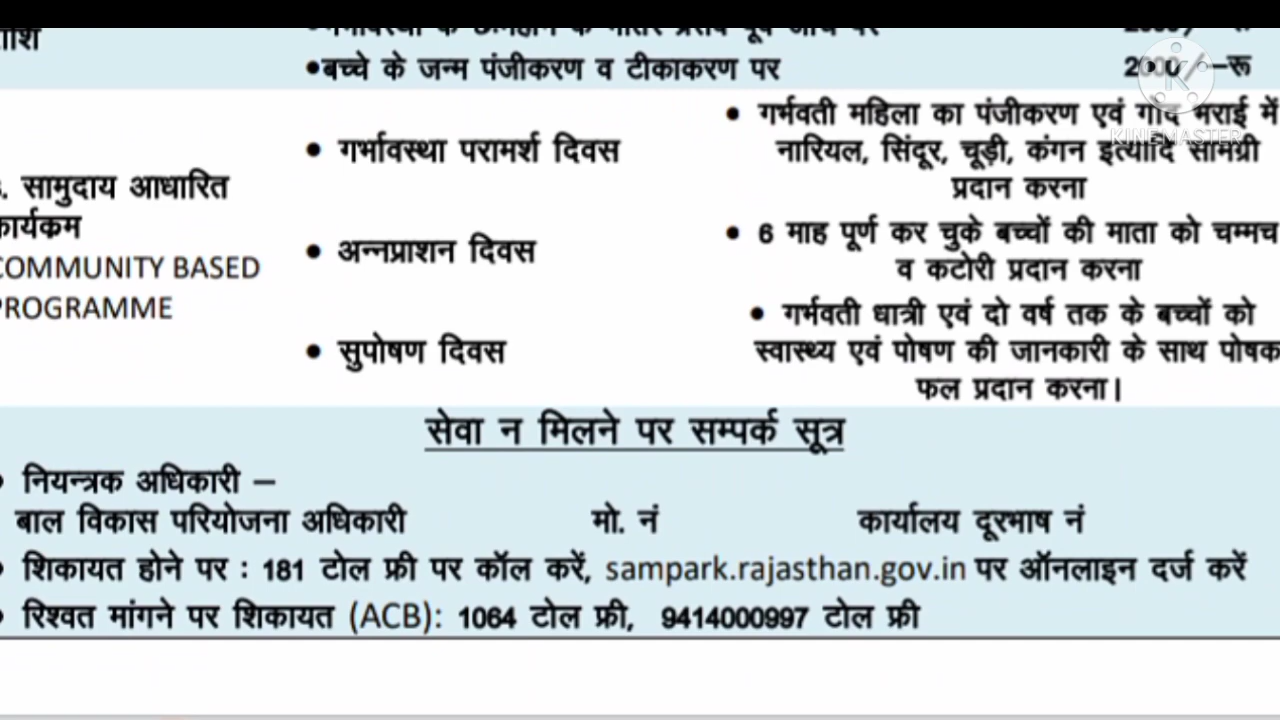 बच्चे के जन्म पंजीकरण व टीकाकरण पर 2000/-रू
• गर्भवती महिला का पंजीकरण एवं गोद भराई में
• गर्भावस्था परामर्श दिवस नारियल, सिंदूर, चूड़ी, कंगन इत्यादि सामग्री
. सामुदाय आधारित प्रदान करना
कार्यक्रम • 6 माह पूर्ण कर चुके बच्चों की माता को चम्मच
• अन्नप्राशन दिवस व कटोरी प्रदान करना
COMMUNITY BASED
PROGRAMME • गर्भवती धात्री एवं दो वर्ष तक के बच्चों को
• सुपोषण दिवस स्वास्थ्य एवं पोषण की जानकारी के साथ पोषक
फल प्रदान करना।
सेवा न मिलने पर सम्पर्क सूत्र
• नियन्त्रक अधिकारी –
बाल विकास परियोजना अधिकारी मो. नं कार्यालय दूरभाष नं
• शिकायत होने पर : 181 टोल फ्री पर कॉल करें, sampark.rajasthan.gov.in पर ऑनलाइन दर्ज करें
• रिश्वत मांगने पर शिकायत (ACB): 1064 टोल फ्री, 9414000997 टोल फ्री
KINEMASTER